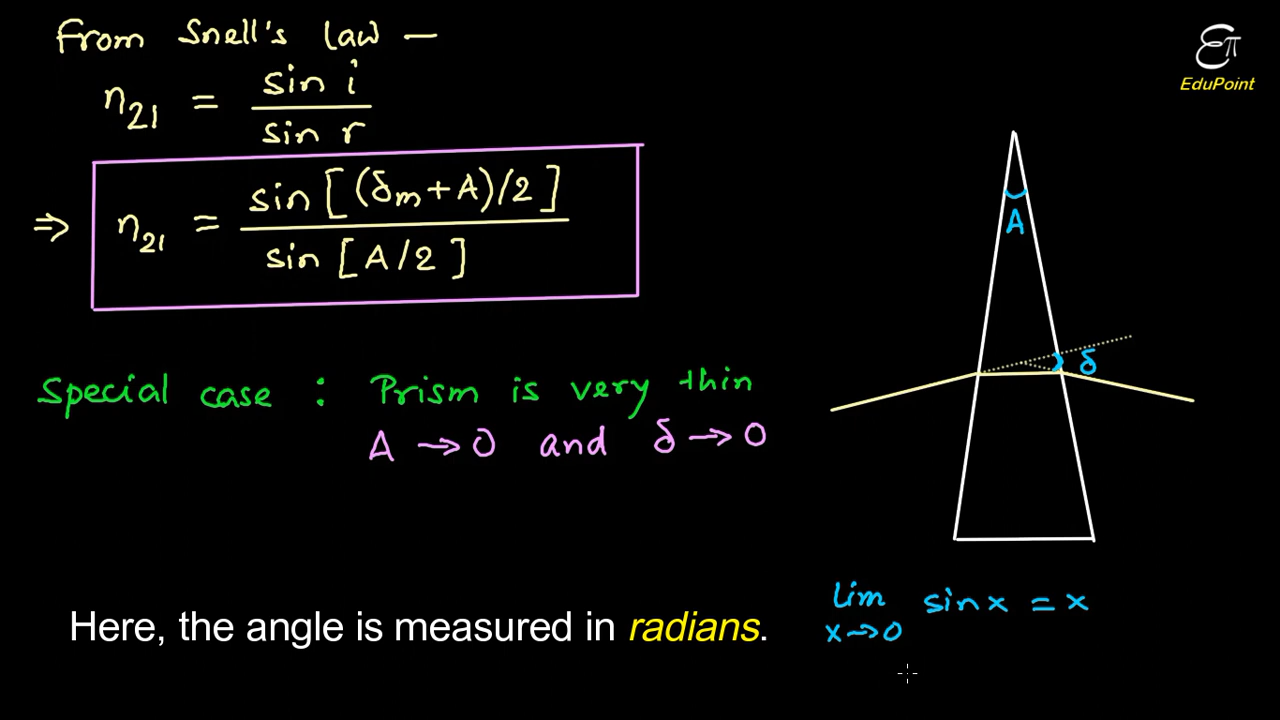 From Snell's law —
n₂₁ = sin i / sin r
⇒ n₂₁ = sin [(δₘ + A)/2] / sin [A/2]
Special case : Prism is very thin
A → 0 and δ → 0
Here, the angle is measured in radians.
lim x→0 sin x = x
A
δ
επ
EduPoint